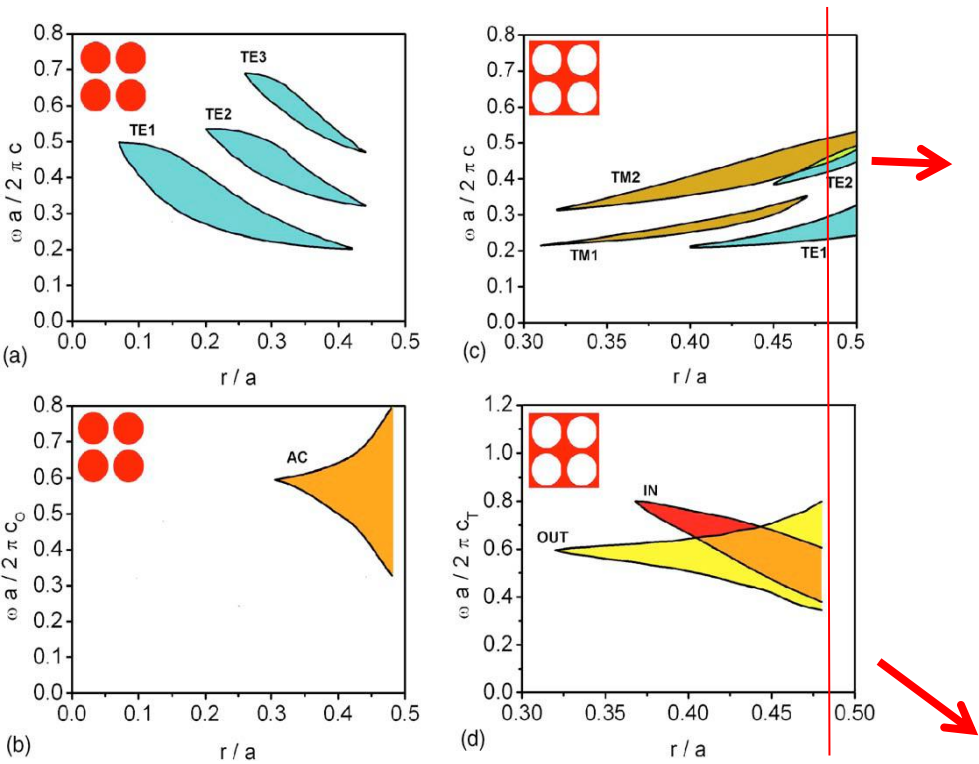 0.8
0.7
0.6
0.5
0.4
0.3
0.2
0.1
0.0
ω a / 2 π c
TE3
TE2
TE1
0.0 0.1 0.2 0.3 0.4 0.5
r / a
(a)
0.8
0.7
0.6
0.5
0.4
0.3
0.2
0.1
0.0
ω a / 2 π c
TM2
TE2
TM1
TE1
0.30 0.35 0.40 0.45 0.50
r / a
(c)
0.8
0.7
0.6
0.5
0.4
0.3
0.2
0.1
0.0
ω a / 2 π c_O
AC
0.0 0.1 0.2 0.3 0.4 0.5
r / a
(b)
1.2
1.0
0.8
0.6
0.4
0.2
0.0
ω a / 2 π c_T
IN
OUT
0.30 0.35 0.40 0.45 0.50
r / a
(d)